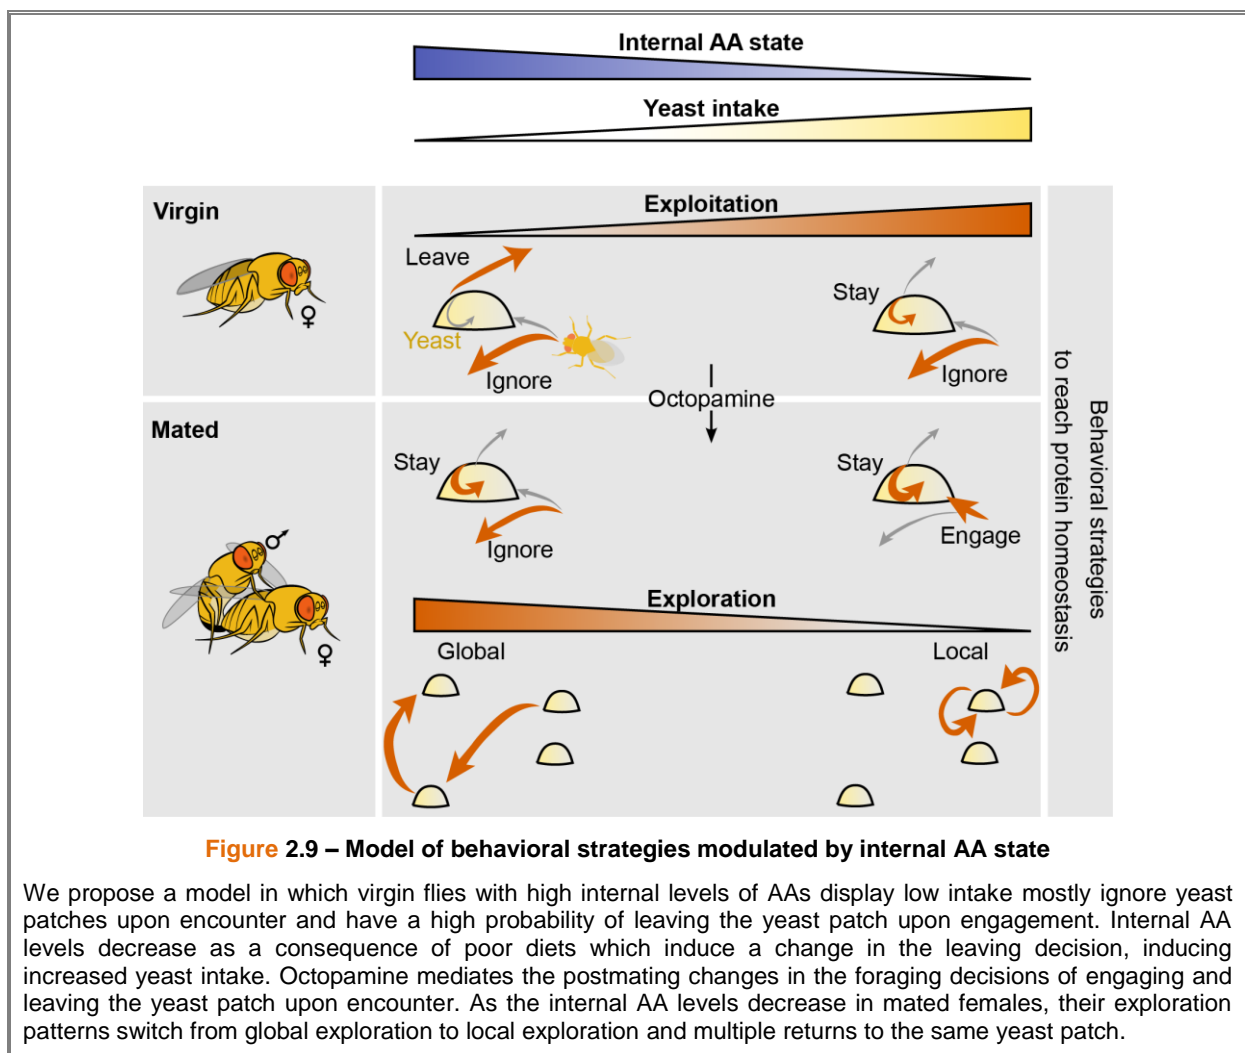 Internal AA state
Yeast intake
Virgin
Exploitation
Leave
Stay
Yeast
Ignore
Ignore
♀
Octopamine
Mated
Stay
Stay
Ignore
Engage
♂
♀
Exploration
Global
Local
Behavioral strategies
to reach protein homeostasis
Figure 2.9 – Model of behavioral strategies modulated by internal AA state
We propose a model in which virgin flies with high internal levels of AAs display low intake mostly ignore yeast
patches upon encounter and have a high probability of leaving the yeast patch upon engagement. Internal AA
levels decrease as a consequence of poor diets which induce a change in the leaving decision, inducing
increased yeast intake. Octopamine mediates the postmating changes in the foraging decisions of engaging and
leaving the yeast patch upon encounter. As the internal AA levels decrease in mated females, their exploration
patterns switch from global exploration to local exploration and multiple returns to the same yeast patch.